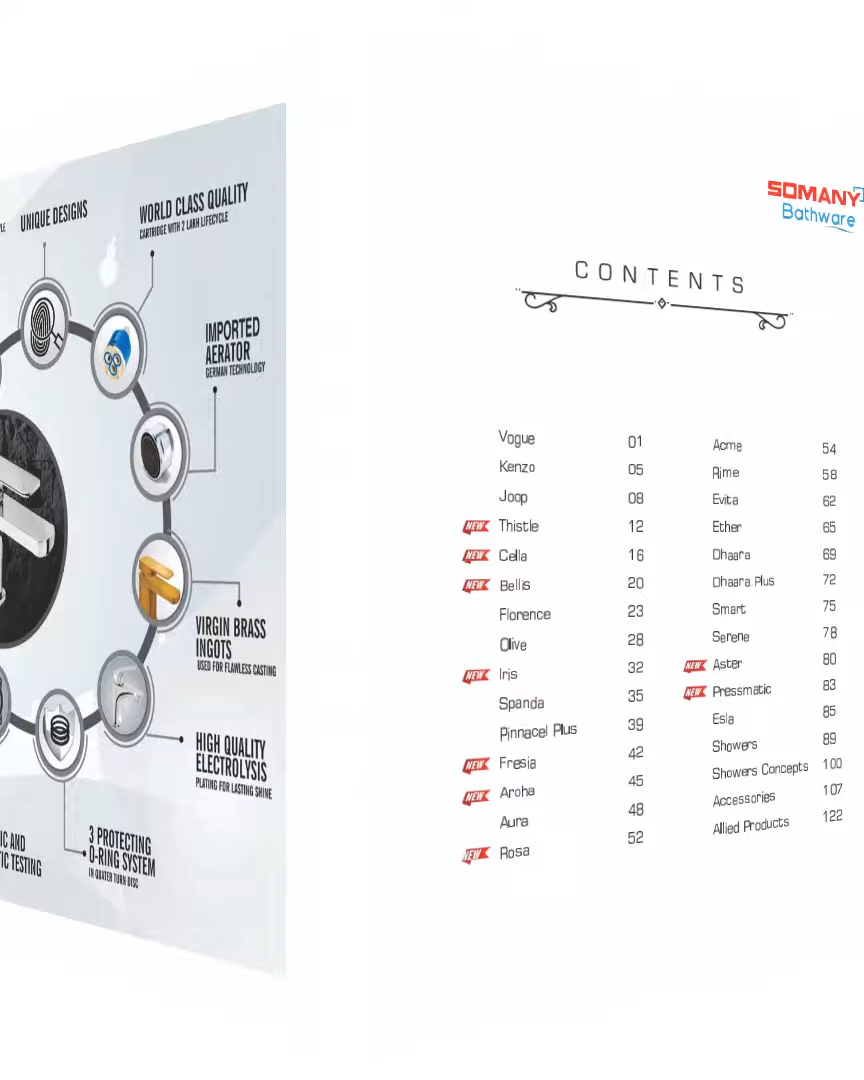 UNIQUE DESIGNS
WORLD CLASS QUALITY
CARTRIDGE WITH 2 LAKH LIFECYCLE
IMPORTED
AERATOR
GERMAN TECHNOLOGY
VIRGIN BRASS
INGOTS
USED FOR FLAWLESS CASTING
HIGH QUALITY
ELECTROLYSIS
PLATING FOR LASTING SHINE
3 PROTECTING
O-RING SYSTEM
IN QUATER TURN DISC
IC AND
IC TESTING
SOMANY
Bathware
CONTENTS
Vogue 01
Kenzo 05
Joop 08
NEW Thistle 12
NEW Cella 16
NEW Bellis 20
Florence 23
Olive 28
NEW Iris 32
Spanda 35
Pinnacel Plus 39
NEW Fresia 42
NEW Aroha 45
Aura 48
NEW Rosa 52
Acme 54
Rime 58
Evita 62
Ether 65
Dhaara 69
Dhaara Plus 72
Smart 75
Serene 78
NEW Aster 80
NEW Pressmatic 83
Esla 85
Showers 89
Showers Concepts 100
Accessories 107
Allied Products 122